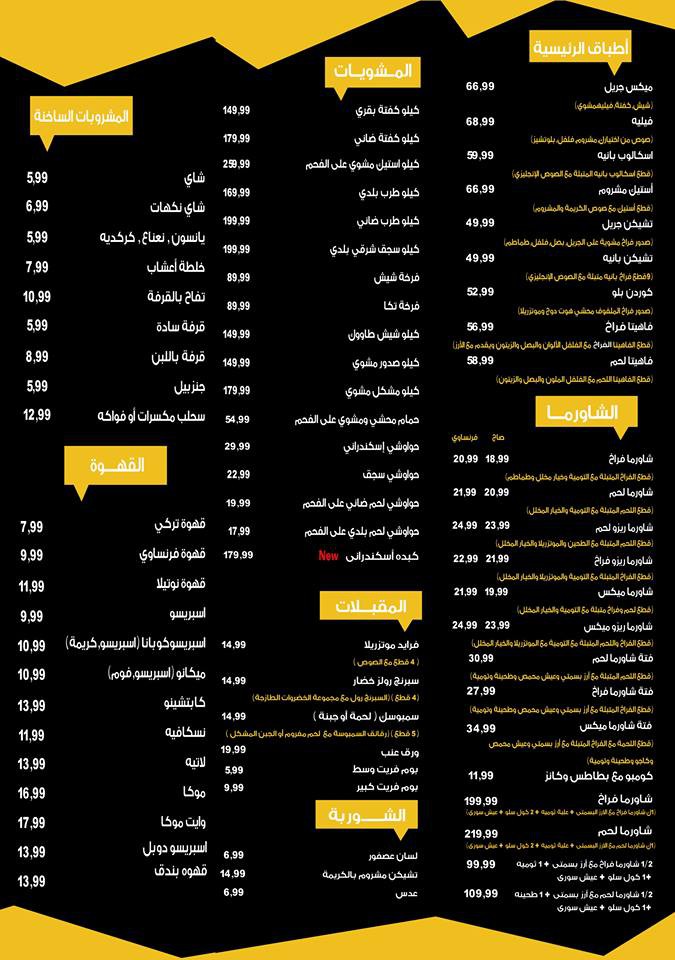 أطباق الرئيسية
ميكس جريل 66,99
(شيش, كفتة, فيليهمشوي)
فيليه 68,99
(صوص من اختيارك, مشروم فلفل, بلوتشيز)
اسكالوب بانيه 59,99
(قطع اسكالوب بانيه المتبلة مع الصوص الإنجليزي)
أستيل مشروم 66,99
(قطع أستيل مع صوص الكريمة والمشروم)
تشيكن جريل 49,99
(صدور فراخ مشوية على الجريل, بصل, فلفل, طماطم)
تشيكن بانيه 49,99
(9قطع فراخ بانيه متبلة مع الصوص الإنجليزي)
كوردن بلو 52,99
(صدور فراخ الملفوف محشي هوت دوج وموتزريلا)
فاهيتا فراخ 56,99
(قطع الفاهيتا الفراخ مع الفلفل الألوان والبصل والزيتون ويقدم مع الأرز)
فاهيتا لحم 58,99
(قطع الفاهيتا اللحم مع الفلفل الملون والبصل والزيتون)
الشاورما
صاج فرنساوي
شاورما فراخ 18,99 20,99
(قطع الفراخ المتبلة مع التومية وخيار مخلل وطماطم)
شاورما لحم 20,99 21,99
(قطع اللحم المتبلة مع التومية والخيار المخلل)
شاورما ريزو لحم 23,99 24,99
(قطع اللحم المتبلة مع الطحين والموتزريلا والخيار المخلل)
شاورما ريزو فراخ 21,99 22,99
(قطع الفراخ المتبلة مع التومية والموتزريلا والخيار المخلل)
شاورما ميكس 19,99 21,99
(قطع لحم وفراخ متبلة مع التومية والخيار المخلل)
شاورما ريزو ميكس 23,99 24,99
(قطع الفراخ واللحم المتبلة مع التومية مع الموتزريلا والخيار المخلل)
فتة شاورما لحم 30,99
(قطع اللحم المتبلة مع أرز بسمتي وعيش محمص وطحينة وتومية)
فتة شاورما فراخ 27,99
(قطع الفراخ المتبلة مع أرز بسمتي وعيش محمص وطحينة وتومية)
فتة شاورما ميكس 34,99
(قطع اللحمة مع الفراخ المتبلة مع أرز بسمتي وعيش محمص
وكاجو وطحينة وتومية)
كومبو مع بطاطس وكانز 11,99
شاورما فراخ 199,99
(1ك شاورما فراخ مع الارز البسمتى + علبة توميه + 2 كول سلو + عيش سورى)
شاورما لحم 219,99
(1ك شاورما لحم مع الارز البسمتى + علبة توميه + 2 كول سلو + عيش سورى)
1/2 شاورما فراخ مع أرز بسمتى + 1 توميه 99,99
+1 كول سلو + عيش سورى
1/2 شاورما لحم مع أرز بسمتى + 1 طحينه 109,99
+1 كول سلو + عيش سورى
المشويات
كيلو كفتة بقري 149,99
كيلو كفتة ضاني 179,99
كيلو استيل مشوي على الفحم 259,99
كيلو طرب بلدي 169,99
كيلو طرب ضاني 199,99
كيلو سجق شرقي بلدي 199,99
فرخة شيش 89,99
فرخة تكا 89,99
كيلو شيش طاووك 149,99
كيلو صدور مشوي 149,99
كيلو مشكل مشوي 179,99
حمام محشي ومشوي على الفحم 54,99
حواوشي إسكندراني 29,99
حواوشي سجق 22,99
حواوشي لحم ضاني على الفحم 19,99
حواوشي لحم بلدي على الفحم 17,99
كبده أسكندرانى New 179,99
المقبلات
فرايد موتزريلا 14,99
( 4 قطع مع الصوص )
سبرنج رولز خضار 14,99
(4 قطع ) (السبرنج رول مع مجموعة الخضروات الطازجة)
سمبوسك ( لحمة أو جبنة ) 14,99
(5 قطع ) (رقائف السمبوسة مع لحم مفروم أو الجبن المشكل )
ورق عنب 19,99
بوم فريت وسط 5,99
بوم فريت كبير 9,99
الشوربة
لسان عصفور 6,99
تشيكن مشروم بالكريمة 14,99
عدس 6,99
المشروبات الساخنة
شاي 5,99
شاي نكهات 6,99
يانسون , نعناع , كركديه 5,99
خلطة أعشاب 7,99
تفاح بالقرفة 10,99
قرفة سادة 5,99
قرفة باللبن 8,99
جنزبيل 5,99
سحلب مكسرات أو فواكه 12,99
القهوة
قهوة تركي 7,99
قهوة فرنساوي 9,99
قهوة نوتيلا 11,99
اسبريسو 9,99
اسبريسوكوبانا (اسبريسو,كريمة) 10,99
ميكانو (اسبريسو,فوم) 10,99
كابتشينو 13,99
نسكافيه 11,99
لاتيه 13,99
موكا 16,99
وايت موكا 17,99
اسبريسو دوبل 13,99
قهوه بندق 13,99